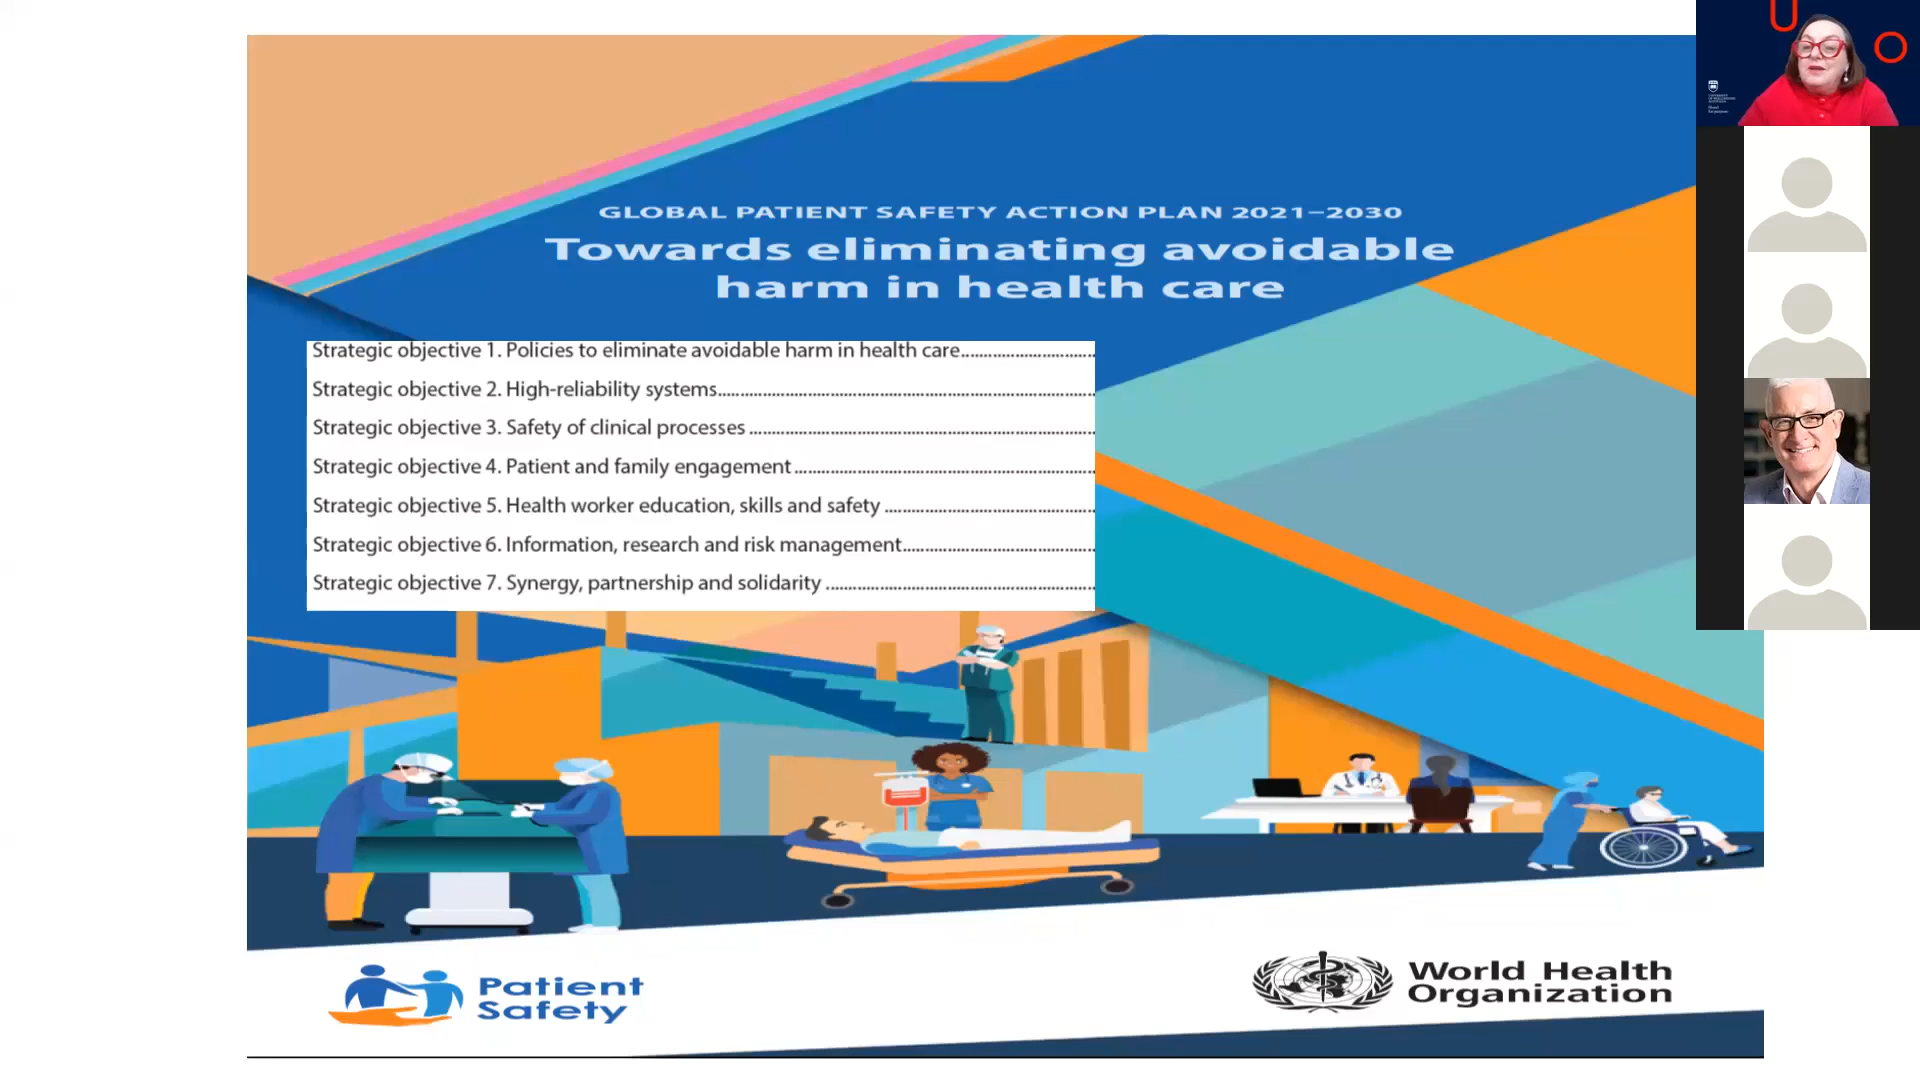 GLOBAL PATIENT SAFETY ACTION PLAN 2021–2030
Towards eliminating avoidable
harm in health care
Strategic objective 1. Policies to eliminate avoidable harm in health care
Strategic objective 2. High-reliability systems
Strategic objective 3. Safety of clinical processes
Strategic objective 4. Patient and family engagement
Strategic objective 5. Health worker education, skills and safety
Strategic objective 6. Information, research and risk management
Strategic objective 7. Synergy, partnership and solidarity
Patient
Safety
World Health
Organization